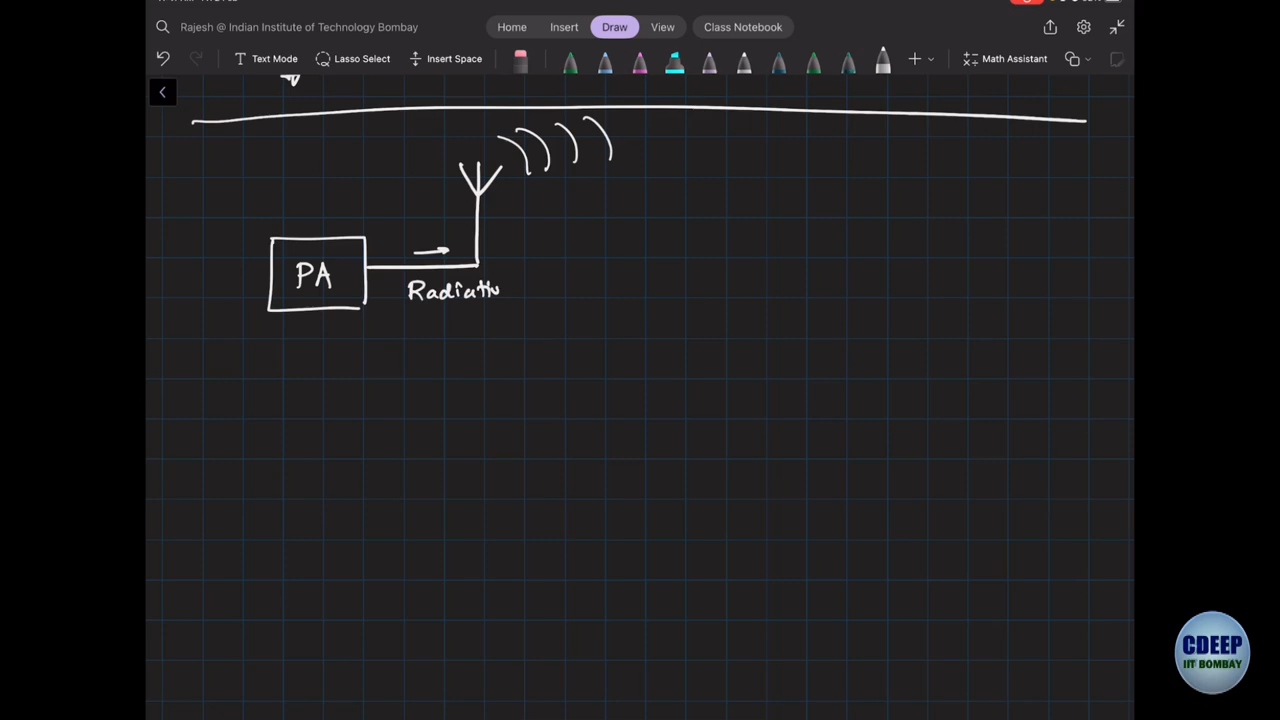 Rajesh @ Indian Institute of Technology Bombay
Home Insert Draw View Class Notebook
Text Mode Lasso Select Insert Space Math Assistant
PA
Radiatio
CDEEP
IIT BOMBAY